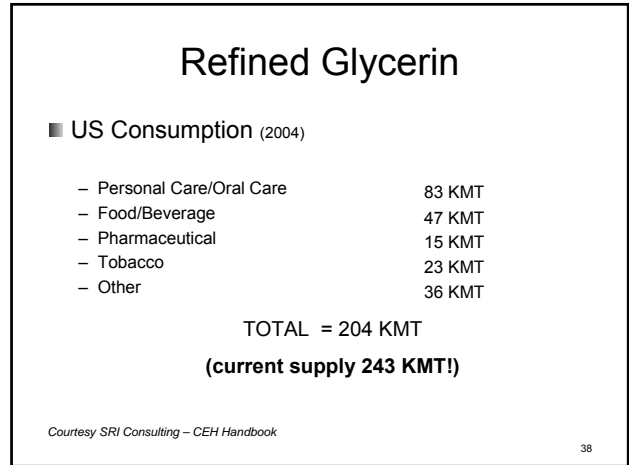 Refined Glycerin
US Consumption (2004)
– Personal Care/Oral Care 83 KMT
– Food/Beverage 47 KMT
– Pharmaceutical 15 KMT
– Tobacco 23 KMT
– Other 36 KMT
TOTAL = 204 KMT
(current supply 243 KMT!)
Courtesy SRI Consulting – CEH Handbook
38